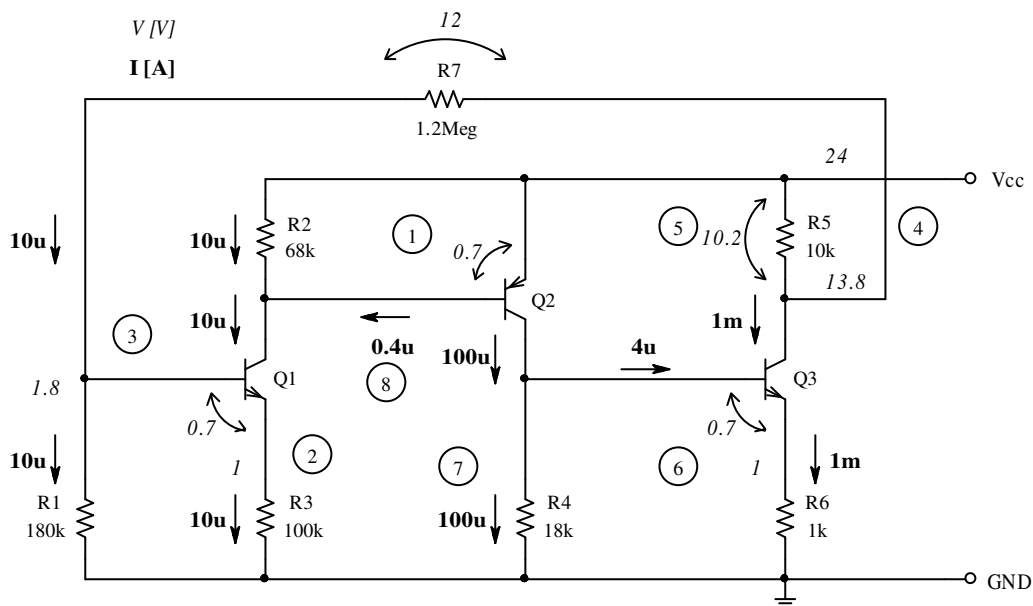 12
V [V]
I [A]
R7
1.2Meg
24
Vcc
10u
10u
R2
68k
1
0.7
5
10.2
R5
10k
4
13.8
Q2
3
10u
0.4u
100u
1m
4u
8
Q1
Q3
1.8
0.7
0.7
10u
1
2
7
6
1
1m
R1
180k
10u
R3
100k
100u
R4
18k
R6
1k
GND